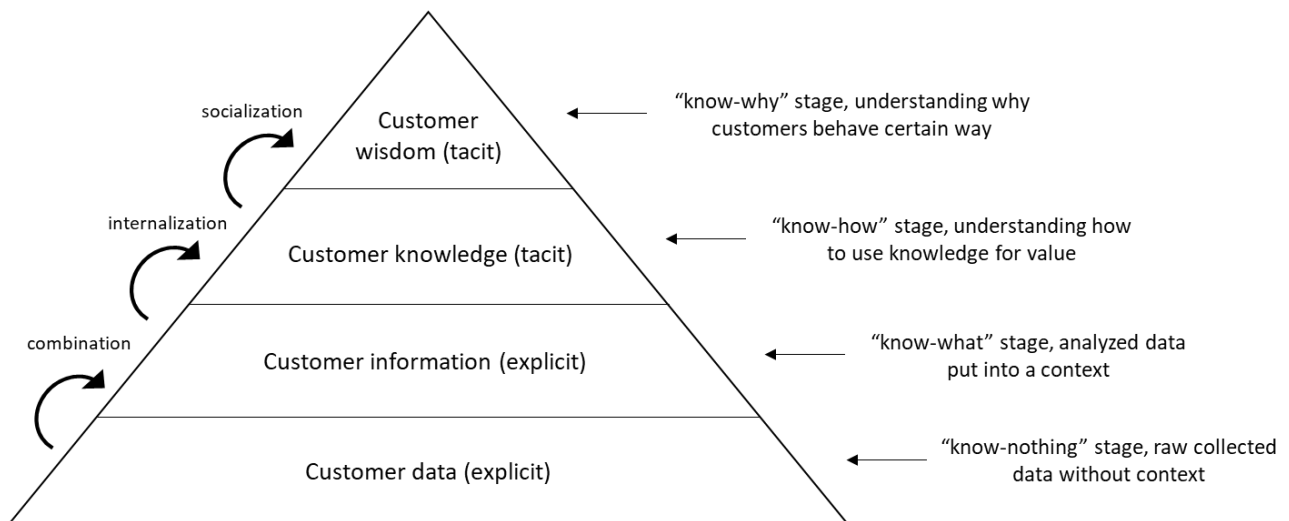 socialization
Customer
wisdom (tacit)
“know-why” stage, understanding why
customers behave certain way
internalization
Customer knowledge (tacit)
“know-how” stage, understanding how
to use knowledge for value
combination
Customer information (explicit)
“know-what” stage, analyzed data
put into a context
Customer data (explicit)
“know-nothing” stage, raw collected
data without context